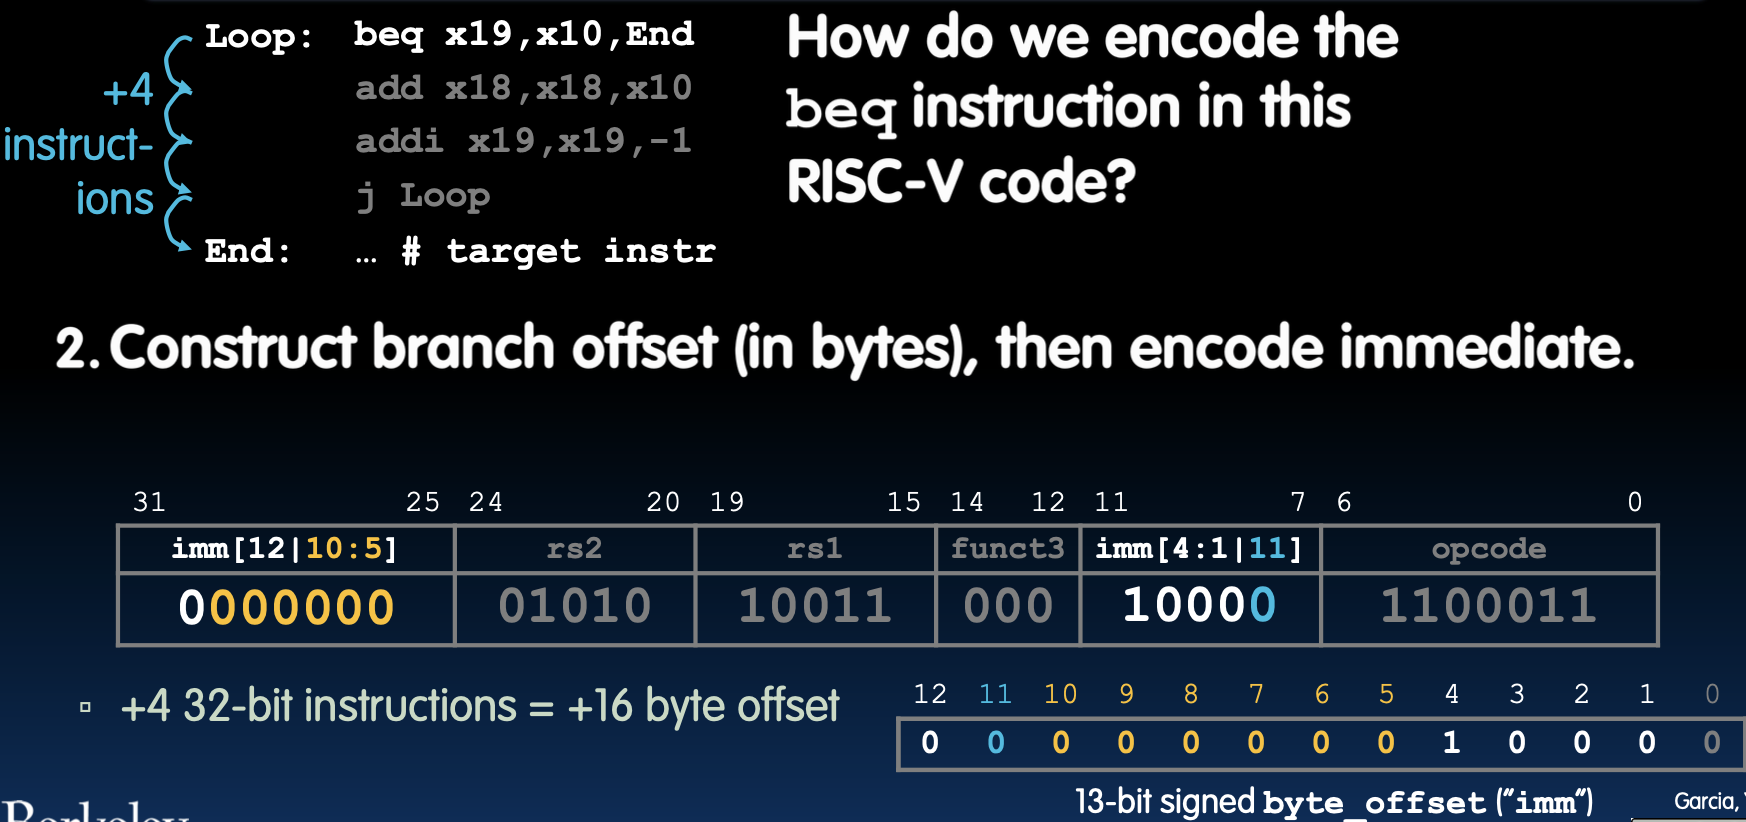 Loop: beq x19,x10,End
add x18,x18,x10
addi x19,x19,-1
j Loop
End: … # target instr
+4
instruct-
ions
How do we encode the
beq instruction in this
RISC-V code?
2. Construct branch offset (in bytes), then encode immediate.
31 25 24 20 19 15 14 12 11 7 6 0
imm[12|10:5] rs2 rs1 funct3 imm[4:1|11] opcode
0000000 01010 10011 000 10000 1100011
▫ +4 32-bit instructions = +16 byte offset
12 11 10 9 8 7 6 5 4 3 2 1 0
0 0 0 0 0 0 0 0 1 0 0 0 0
13-bit signed byte_offset ("imm")
Garcia,
Berkeley